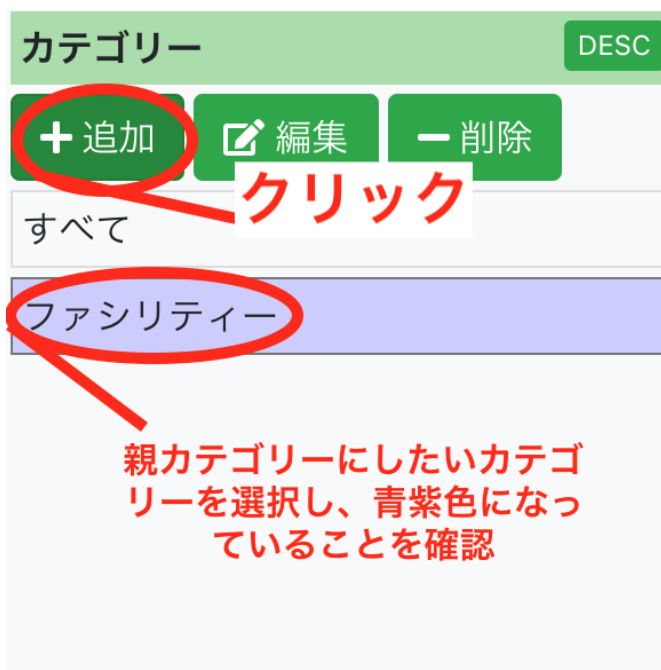 カテゴリー
DESC
追加
編集
削除
クリック
すべて
ファシリティー
親カテゴリーにしたいカテゴ
リーを選択し、青紫色になっ
ていることを確認